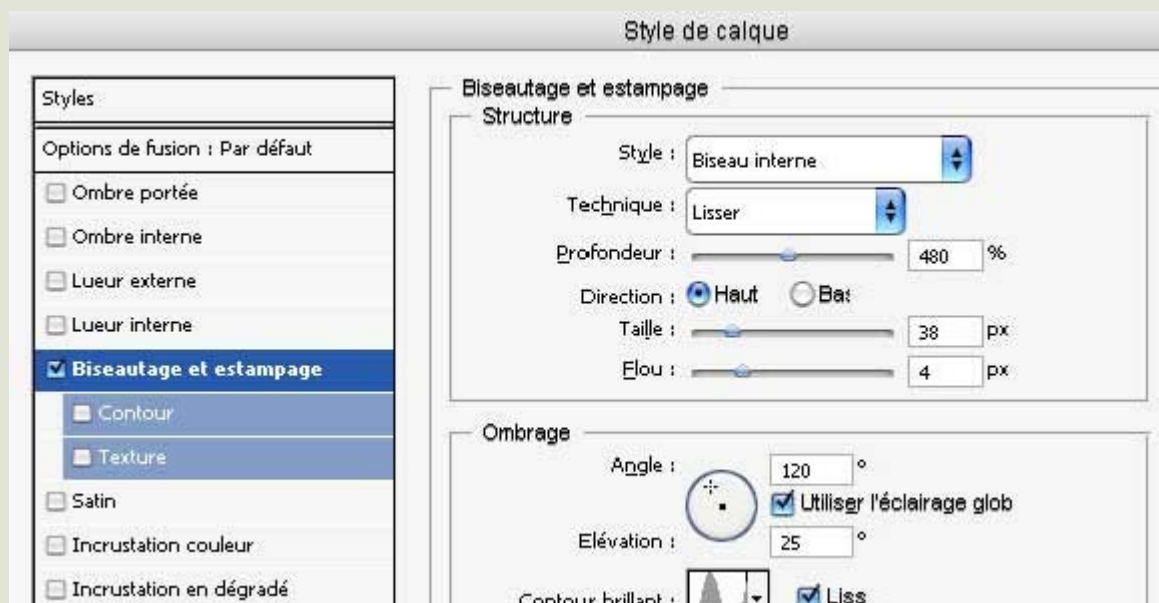 Style de calque
Styles
Options de fusion : Par défaut
Ombre portée
Ombre interne
Lueur externe
Lueur interne
Biseautage et estampage
Contour
Texture
Satin
Incrustation couleur
Incrustation en dégradé
Biseautage et estampage
Structure
Style : Biseau interne
Technique : Lisser
Profondeur : 480 %
Direction : Haut Bas
Taille : 38 px
Flou : 4 px
Ombrage
Angle : 120 °
Utiliser l'éclairage glob
Elévation : 25 °
Contour brillant : Liss